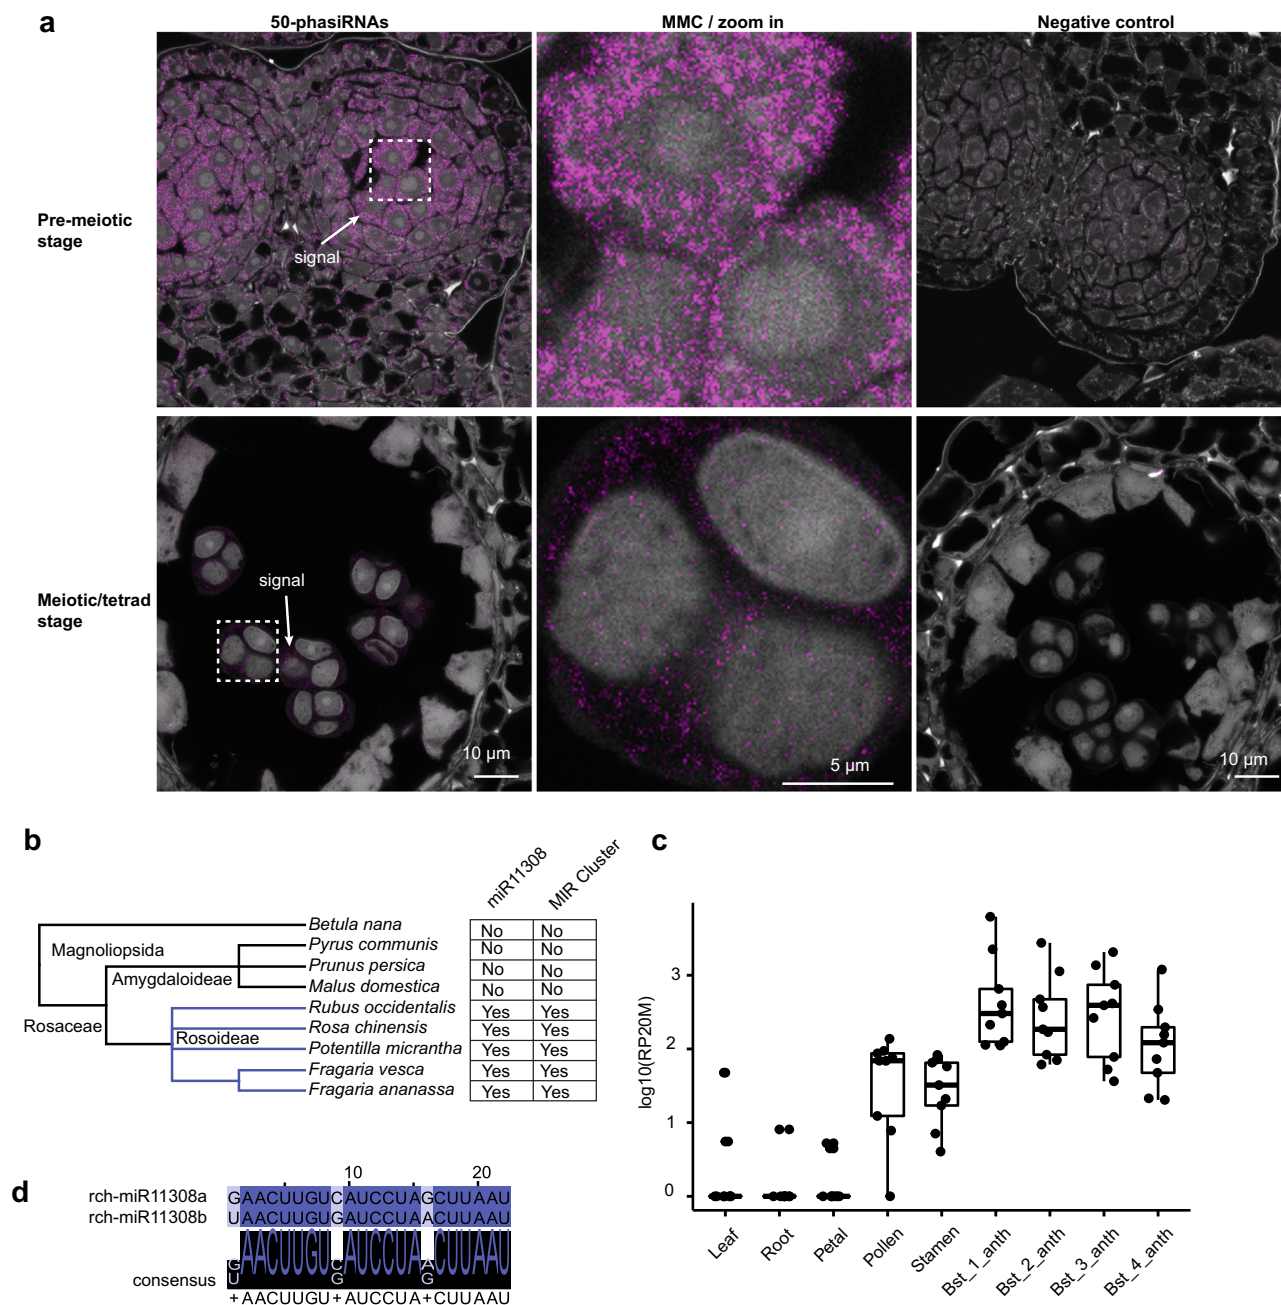 a
50-phasiRNAs
MMC / zoom in
Negative control
Pre-meiotic
stage
signal
Meiotic/tetrad
stage
signal
10 µm
5 µm
10 µm
b
miR11308
MIR Cluster
Betula nana No No
Magnoliopsida
Pyrus communis No No
Amygdaloideae
Prunus persica No No
Malus domestica No No
Rosaceae
Rubus occidentalis Yes Yes
Rosoideae
Rosa chinensis Yes Yes
Potentilla micrantha Yes Yes
Fragaria vesca Yes Yes
Fragaria ananassa Yes Yes
c
log10(RP20M)
3
2
1
0
Leaf
Root
Petal
Pollen
Stamen
Bst_1_anth
Bst_2_anth
Bst_3_anth
Bst_4_anth
d
10 20
rch-miR11308a GAACUUGUCAUCCUAGCUUAAU
rch-miR11308b UAACUUGUGAUCCUAACUUAAU
GAACUUGUCAUCCUAACUUAAU
U G G
consensus
+AACUUGU+AUCCUA+CUUAAU